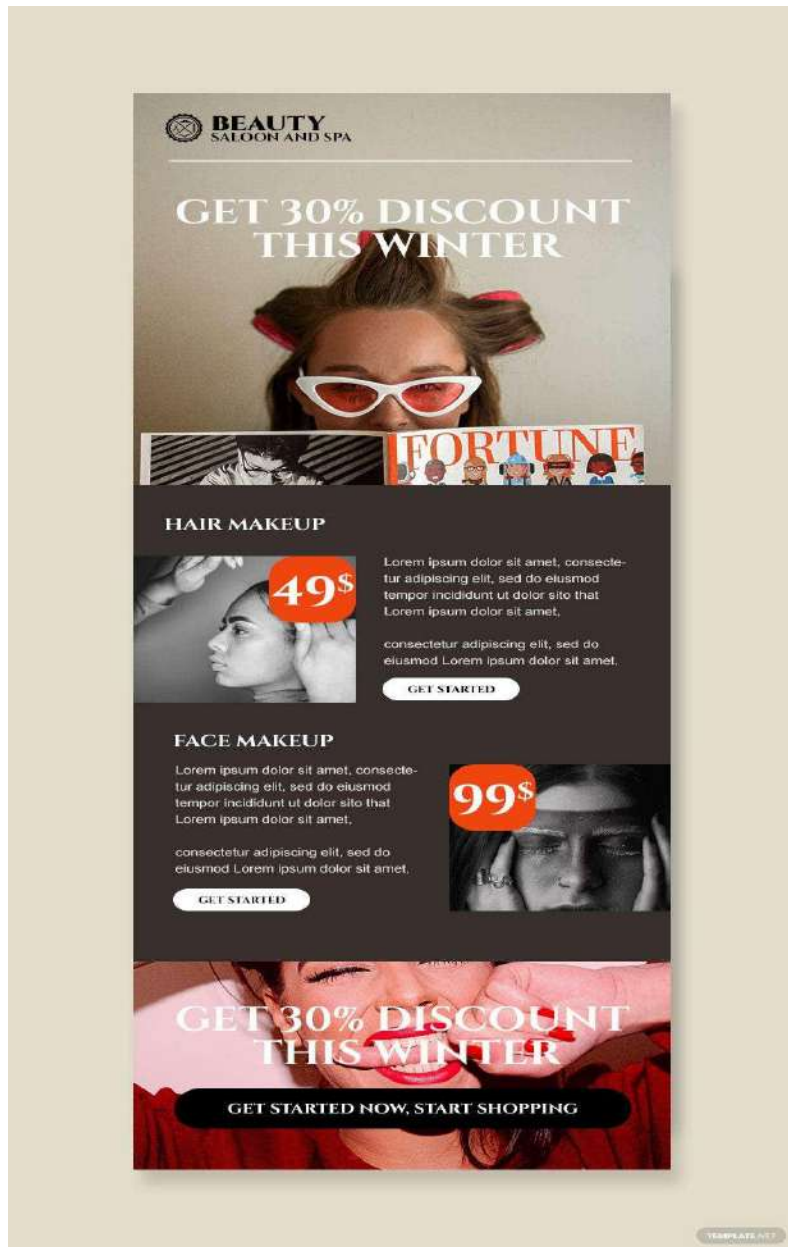 BEAUTY
SALOON AND SPA
GET 30% DISCOUNT
THIS WINTER
FORTUNE
HAIR MAKEUP
49$
Lorem ipsum dolor sit amet, consecte-
tur adipiscing elit, sed do eiusmod
tempor incididunt ut dolor sito that
Lorem ipsum dolor sit amet,
consectetur adipiscing elit, sed do
eiusmod Lorem ipsum dolor sit amet,
GET STARTED
FACE MAKEUP
Lorem ipsum dolor sit amet, consecte-
tur adipiscing elit, sed do eiusmod
tempor incididunt ut dolor sito that
Lorem ipsum dolor sit amet,
consectetur adipiscing elit, sed do
eiusmod Lorem ipsum dolor sit amet,
GET STARTED
99$
GET 30% DISCOUNT
THIS WINTER
GET STARTED NOW, START SHOPPING
TEMPLATE.NET